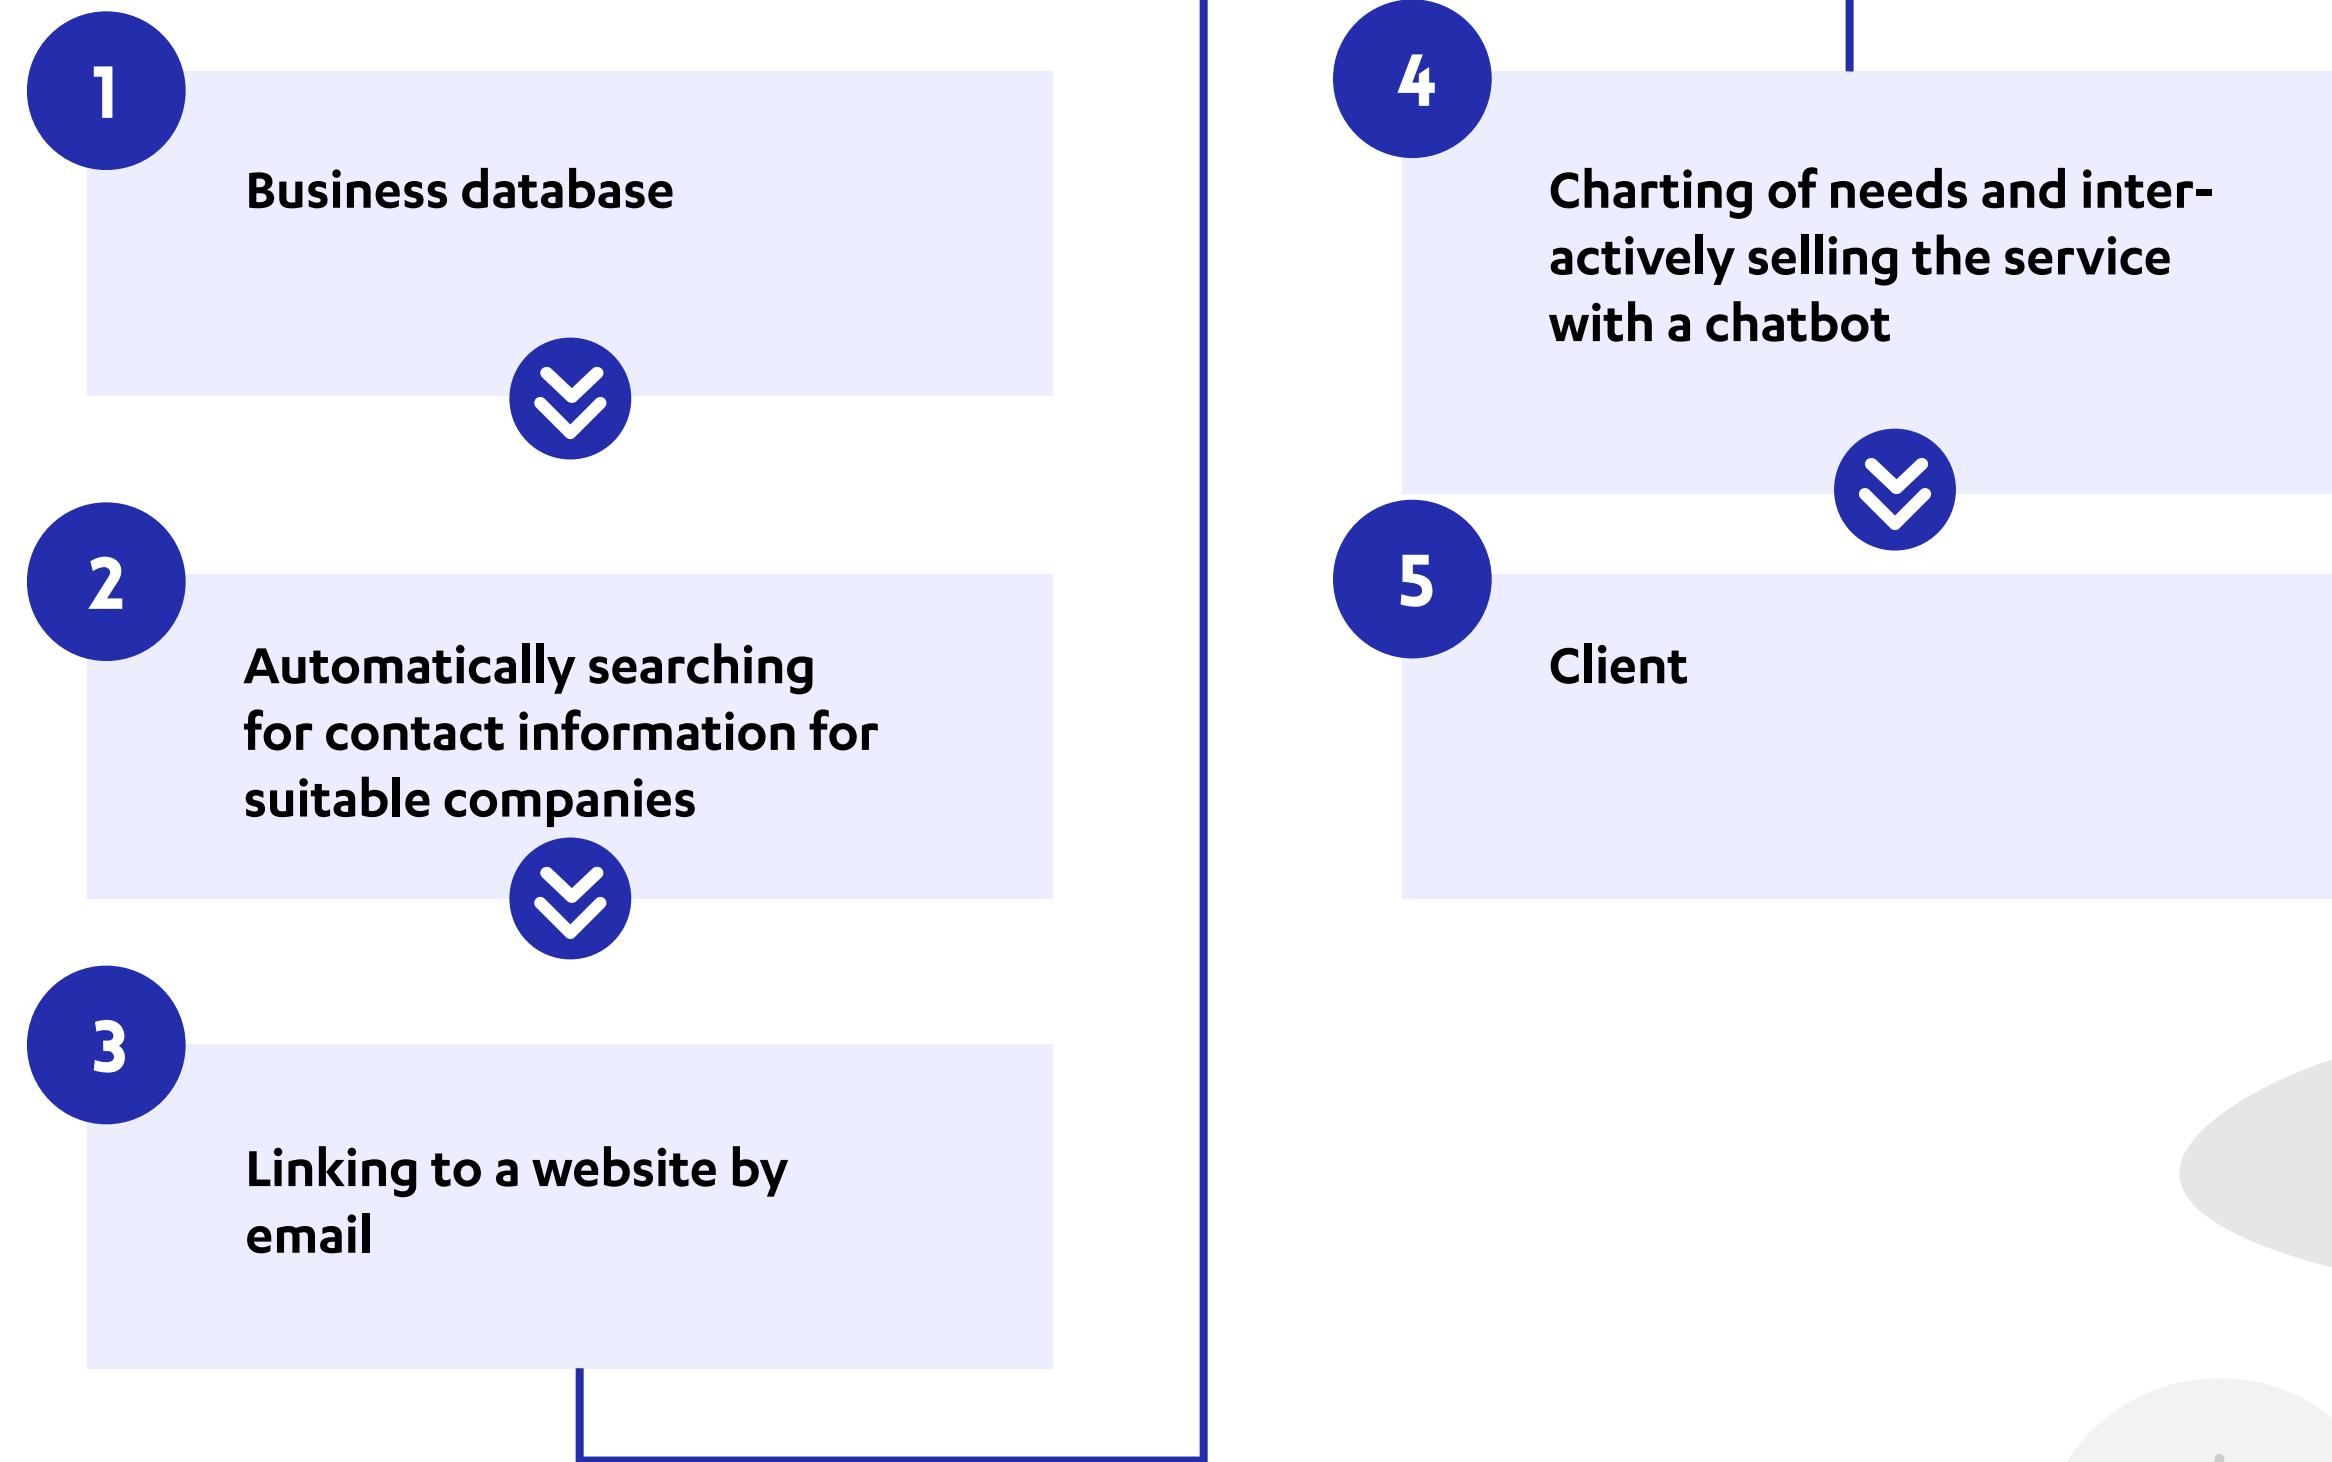 1
Business database
2
Automatically searching
for contact information for
suitable companies
3
Linking to a website by
email
4
Charting of needs and inter-
actively selling the service
with a chatbot
5
Client